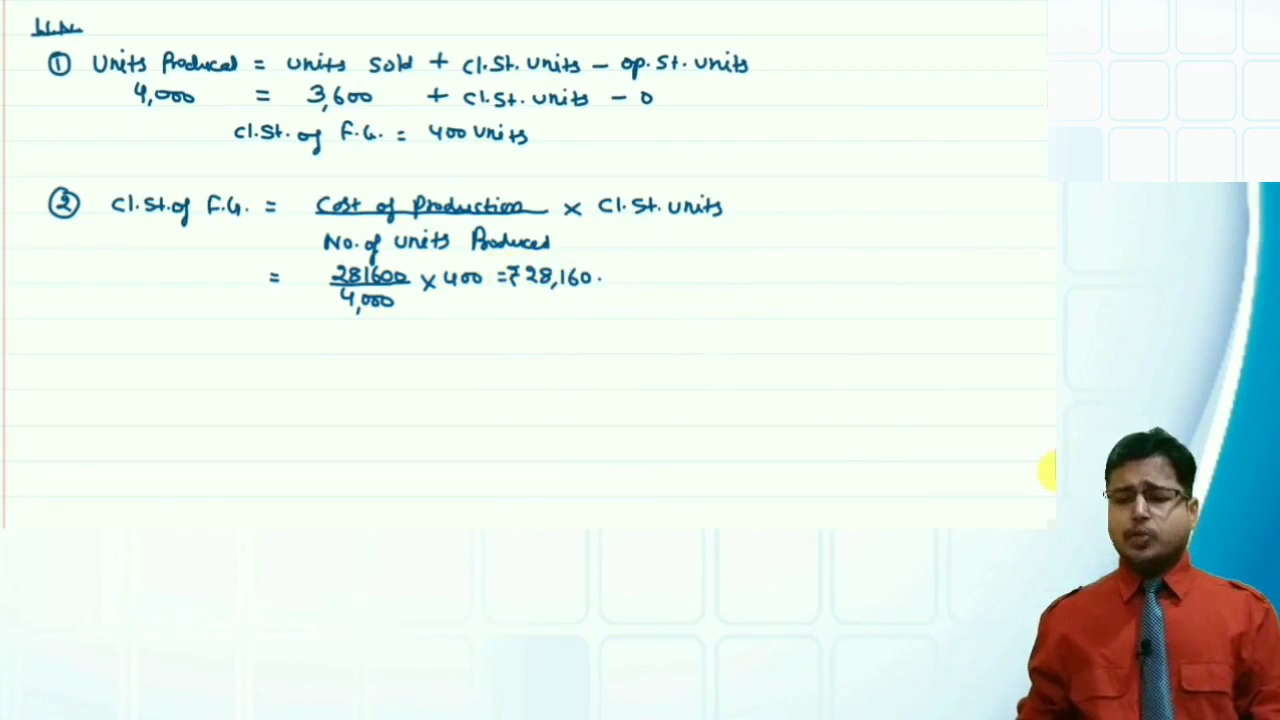 W.N.
① Units Produced = units sold + cl.St. units - op. St. units
4,000 = 3,600 + cl.St. units - 0
cl.St. of F.G. = 400 units
② Cl.St.of F.G. = Cost of Production × Cl.St. units
No. of units Produced
= 281600 × 400 = ₹28,160.
4,000